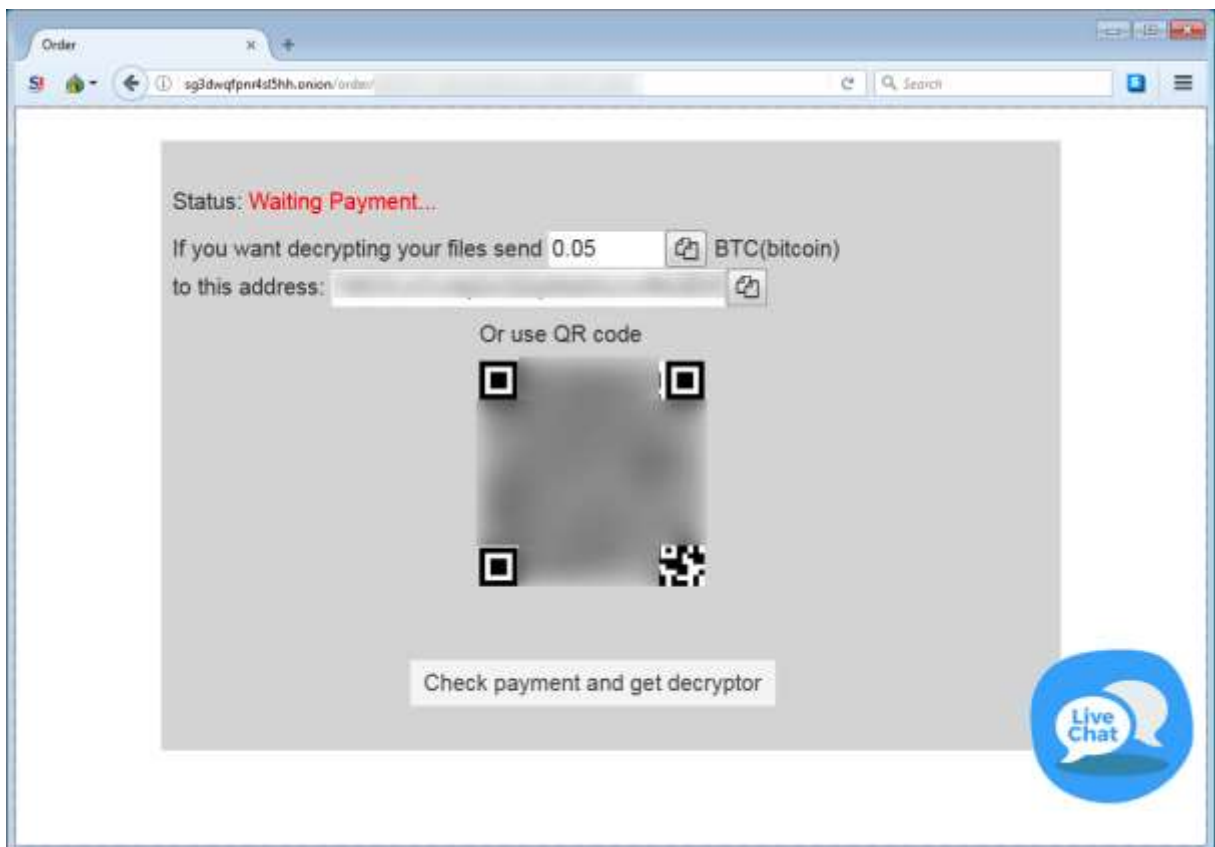 Order
sg3dwqfpnr4sl5hh.onion/order/
Search
Status: Waiting Payment...
If you want decrypting your files send 0.05 BTC(bitcoin)
to this address:
Or use QR code
Check payment and get decryptor
Live
Chat